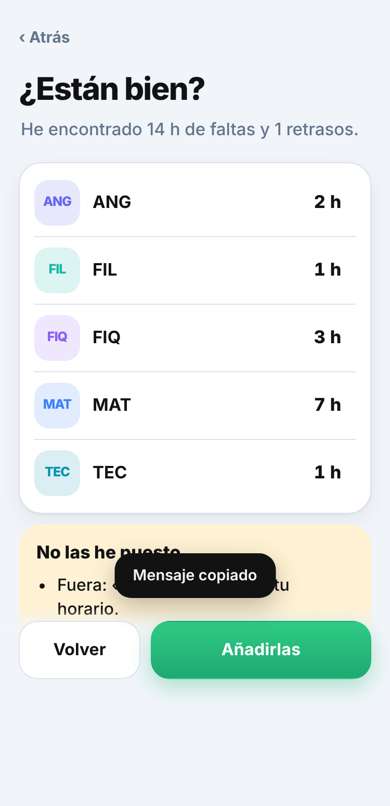 ‹ Atrás
¿Están bien?
He encontrado 14 h de faltas y 1 retrasos.
ANG ANG 2 h
FIL FIL 1 h
FIQ FIQ 3 h
MAT MAT 7 h
TEC TEC 1 h
No las he puesto
Mensaje copiado
• Fuera: tu
horario.
Volver Añadirlas